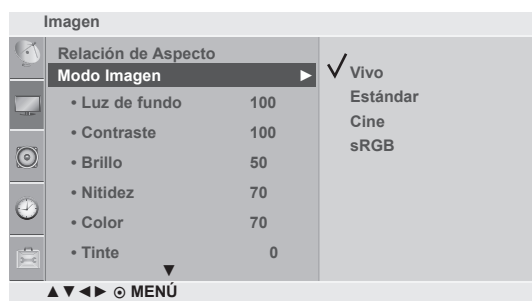 Imagen
Relación de Aspecto
Modo Imagen ►
• Luz de fundo 100
• Contraste 100
• Brillo 50
• Nitidez 70
• Color 70
• Tinte 0
▼
✓ Vivo
Estándar
Cine
sRGB
▲ ▼ ◄ ► ⊙ MENÚ